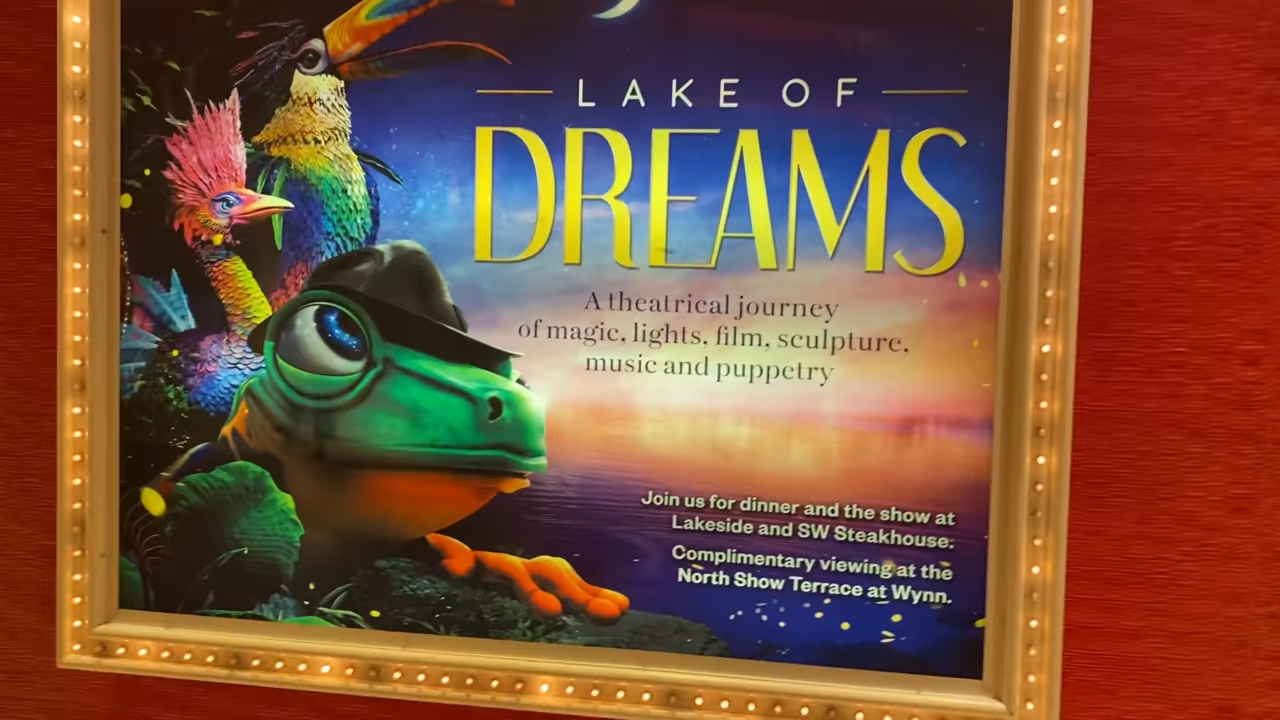 LAKE OF
DREAMS
A theatrical journey
of magic, lights, film, sculpture,
music and puppetry
Join us for dinner and the show at
Lakeside and SW Steakhouse.
Complimentary viewing at the
North Show Terrace at Wynn.